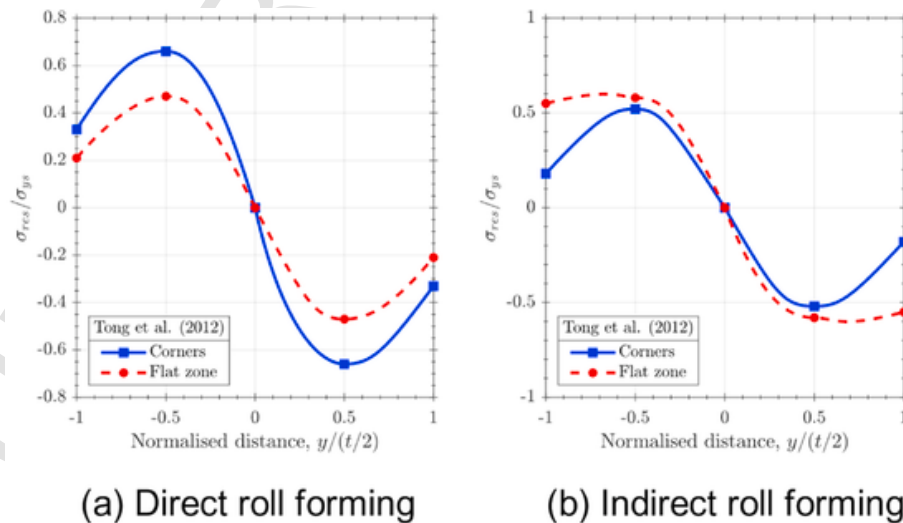 0.8
0.6
0.4
0.2
0
-0.2
-0.4
-0.6
-0.8
σres/σys
Tong et al. (2012)
Corners
Flat zone
-1 -0.5 0 0.5 1
Normalised distance, y/(t/2)
(a) Direct roll forming
1
0.5
0
-0.5
-1
σres/σys
Tong et al. (2012)
Corners
Flat zone
-1 -0.5 0 0.5 1
Normalised distance, y/(t/2)
(b) Indirect roll forming